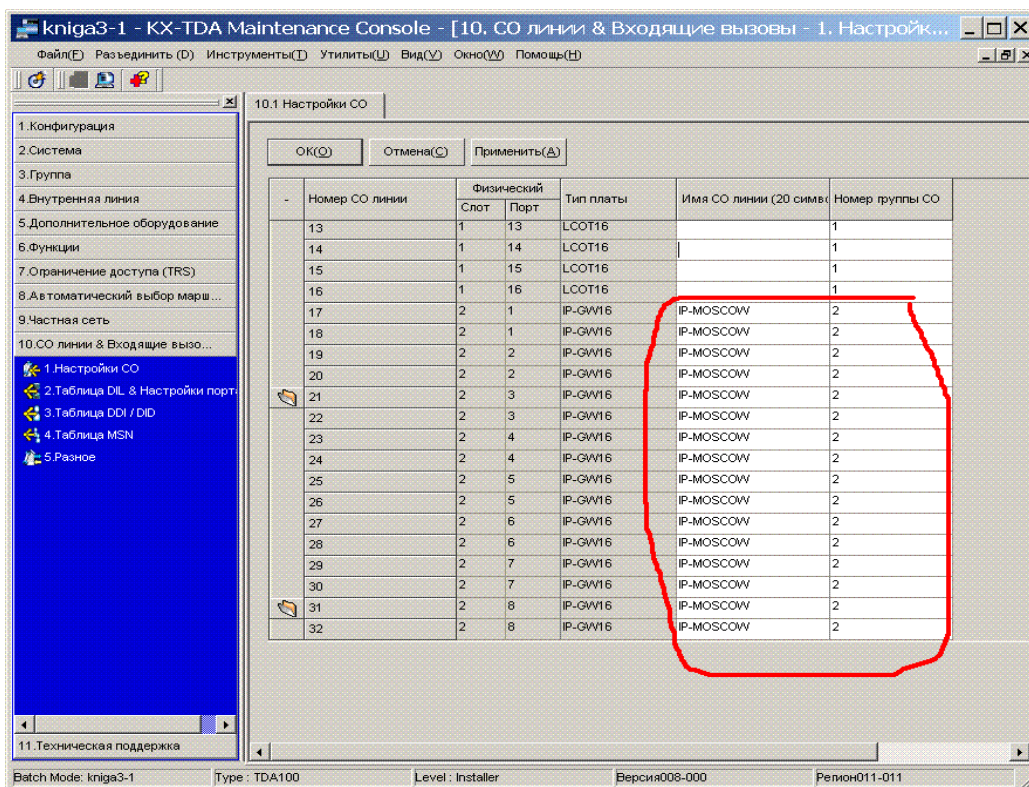 kniga3-1 - KX-TDA Maintenance Console - [10. СО линии & Входящие вызовы - 1. Настройк...
Файл(F) Разъединить (D) Инструменты(T) Утилиты(U) Вид(V) Окно(W) Помощь(H)
10.1 Настройки СО
1.Конфигурация
2.Система
3.Группа
4.Внутренняя линия
5.Дополнительное оборудование
6.Функции
7.Ограничение доступа (TRS)
8.Автоматический выбор марш...
9.Частная сеть
10.СО линии & Входящие вызо...
1.Настройки СО
2.Таблица DIL & Настройки порт
3.Таблица DDI / DID
4.Таблица MSN
5.Разное
11.Техническая поддержка
OK(O) Отмена(C) Применить(A)
- Номер СО линии Физический Тип платы Имя СО линии (20 симво Номер группы СО
Слот Порт
13 1 13 LCOT16 1
14 1 14 LCOT16 1
15 1 15 LCOT16 1
16 1 16 LCOT16 1
17 2 1 IP-GW16 IP-MOSCOW 2
18 2 1 IP-GW16 IP-MOSCOW 2
19 2 2 IP-GW16 IP-MOSCOW 2
20 2 2 IP-GW16 IP-MOSCOW 2
21 2 3 IP-GW16 IP-MOSCOW 2
22 2 3 IP-GW16 IP-MOSCOW 2
23 2 4 IP-GW16 IP-MOSCOW 2
24 2 4 IP-GW16 IP-MOSCOW 2
25 2 5 IP-GW16 IP-MOSCOW 2
26 2 5 IP-GW16 IP-MOSCOW 2
27 2 6 IP-GW16 IP-MOSCOW 2
28 2 6 IP-GW16 IP-MOSCOW 2
29 2 7 IP-GW16 IP-MOSCOW 2
30 2 7 IP-GW16 IP-MOSCOW 2
31 2 8 IP-GW16 IP-MOSCOW 2
32 2 8 IP-GW16 IP-MOSCOW 2
Batch Mode: kniga3-1 Type : TDA100 Level : Installer Версия008-000 Регион011-011